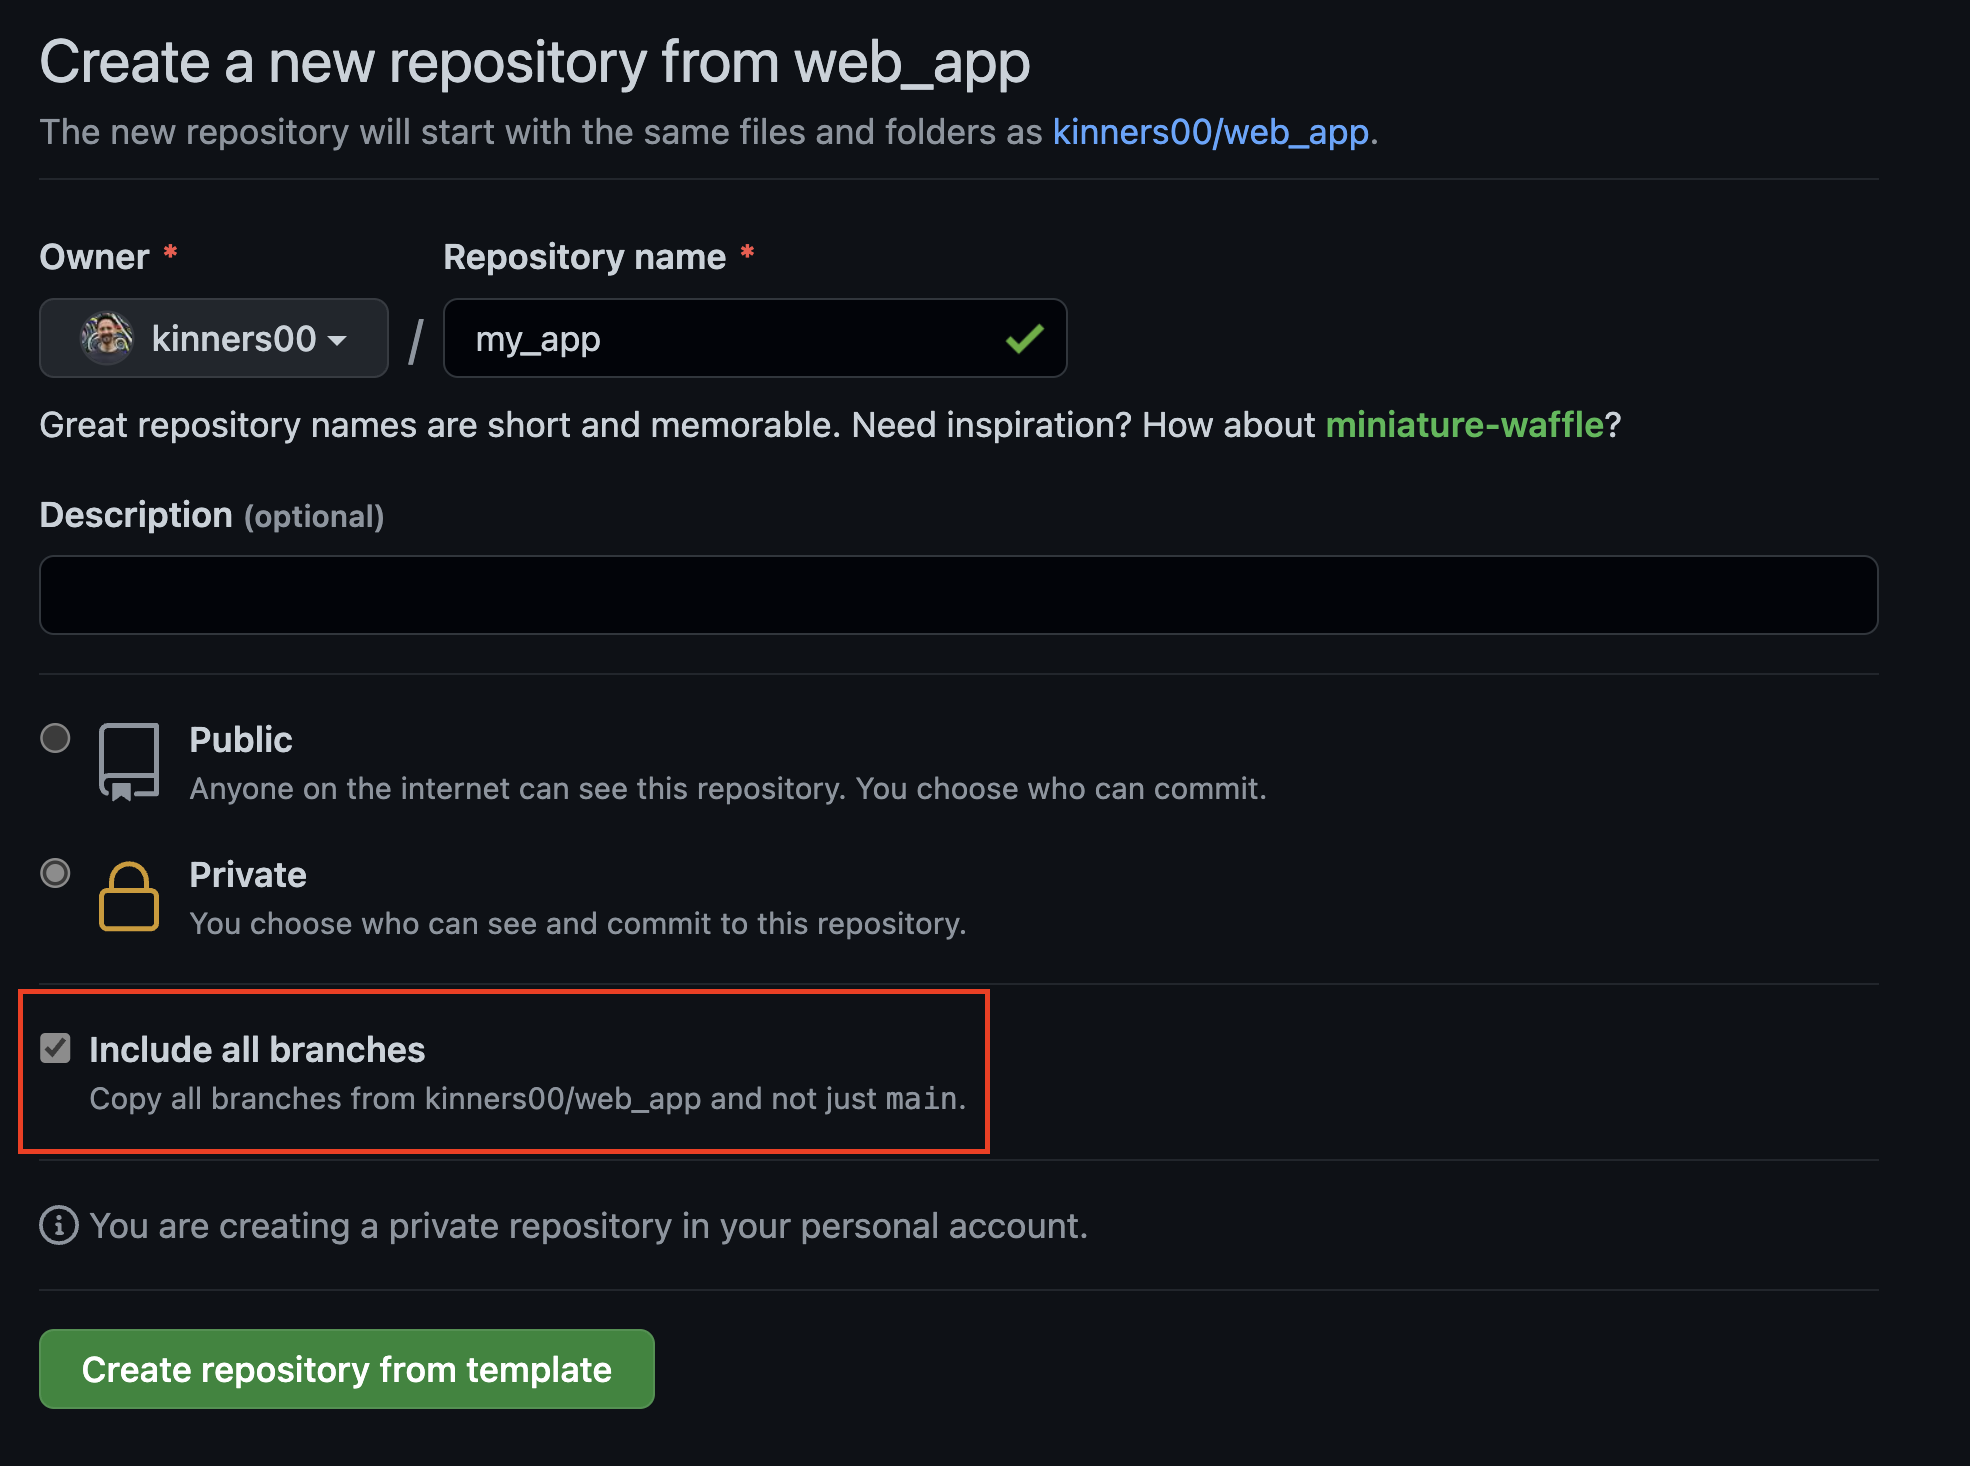 Create a new repository from web_app
The new repository will start with the same files and folders as kinners00/web_app.
Owner * Repository name *
kinners00 / my_app
Great repository names are short and memorable. Need inspiration? How about miniature-waffle?
Description (optional)
Public
Anyone on the internet can see this repository. You choose who can commit.
Private
You choose who can see and commit to this repository.
Include all branches
Copy all branches from kinners00/web_app and not just main.
You are creating a private repository in your personal account.
Create repository from template